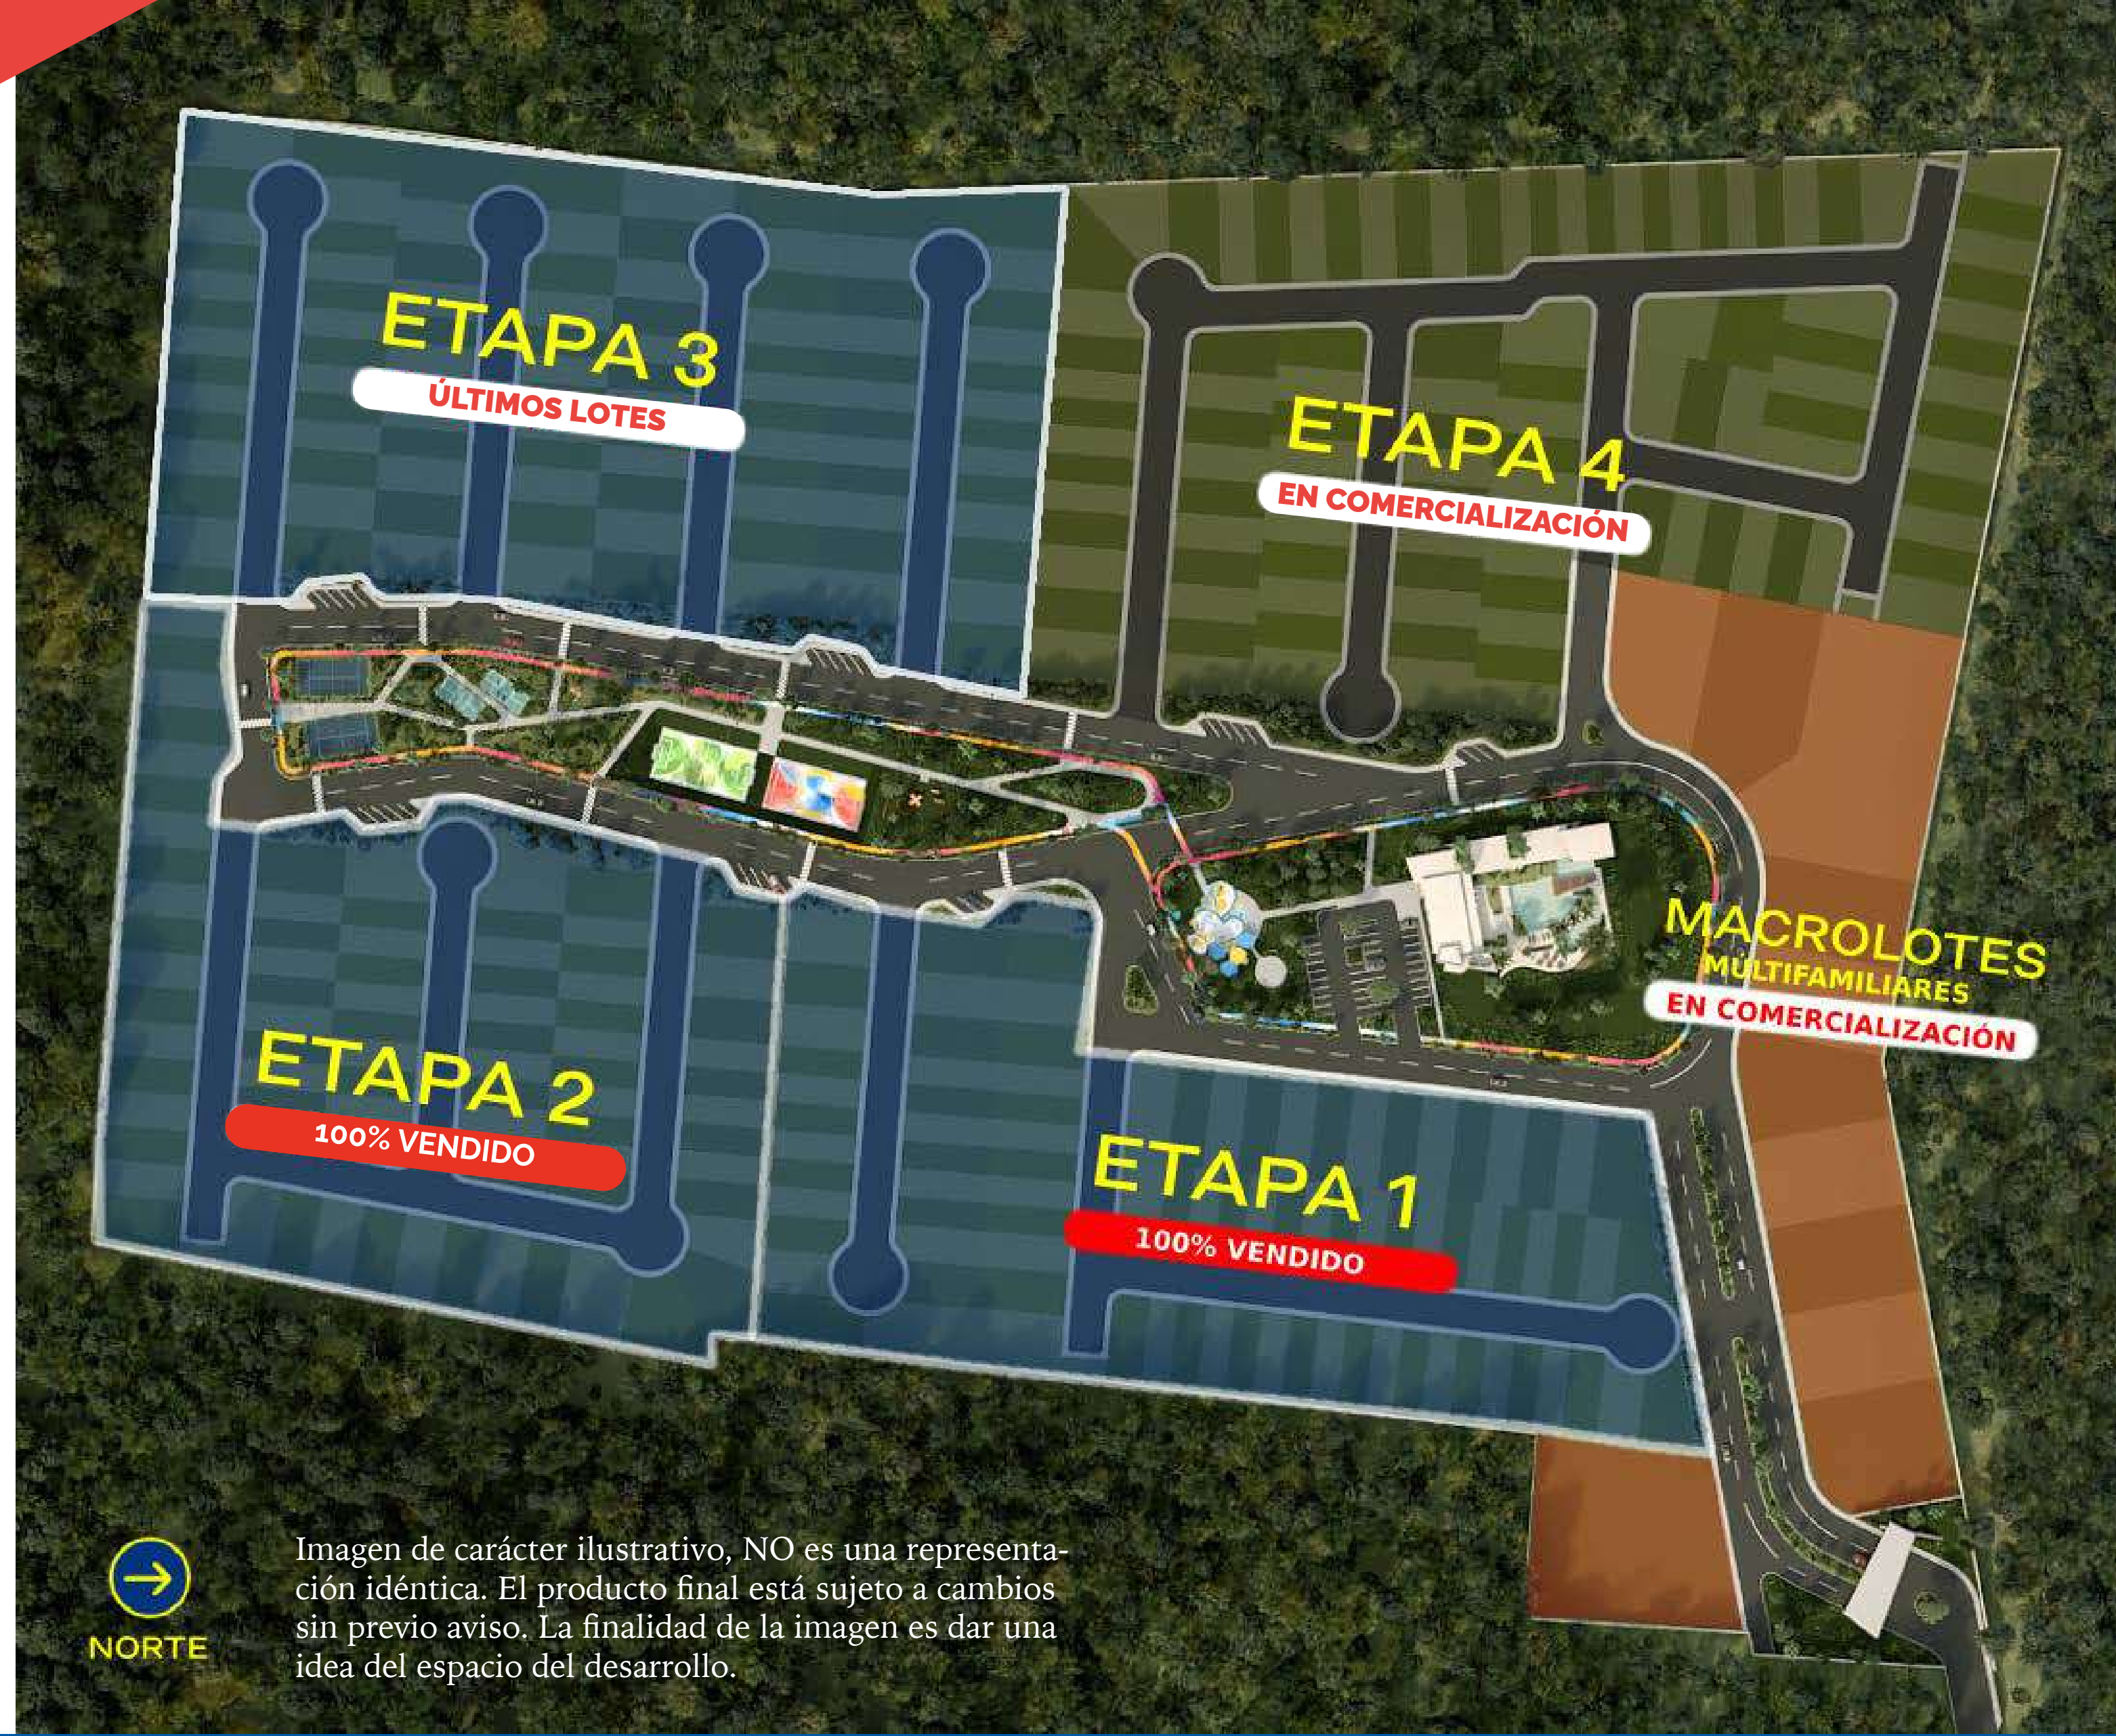 ETAPA 3
ÚLTIMOS LOTES
ETAPA 4
EN COMERCIALIZACIÓN
MACROLOTES
MULTIFAMILIARES
EN COMERCIALIZACIÓN
ETAPA 2
100% VENDIDO
ETAPA 1
100% VENDIDO
NORTE
Imagen de carácter ilustrativo, NO es una representa-
ción idéntica. El producto final está sujeto a cambios
sin previo aviso. La finalidad de la imagen es dar una
idea del espacio del desarrollo.